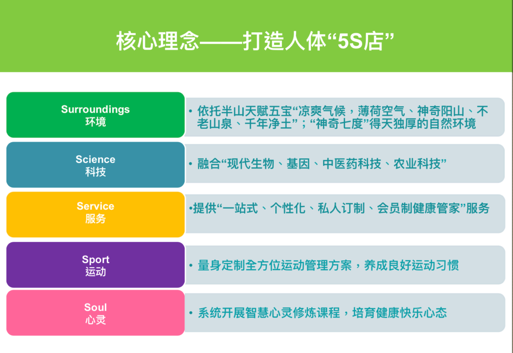 核心理念——打造人体“5S店”
Surroundings
环境
• 依托半山天赋五宝“凉爽气候，薄荷空气、神奇阳山、不
老山泉、千年净土”；“神奇七度”得天独厚的自然环境
Science
科技
• 融合“现代生物、基因、中医药科技、农业科技”
Service
服务
•提供“一站式、个性化、私人订制、会员制健康管家”服务
Sport
运动
• 量身定制全方位运动管理方案，养成良好运动习惯
Soul
心灵
• 系统开展智慧心灵修炼课程，培育健康快乐心态